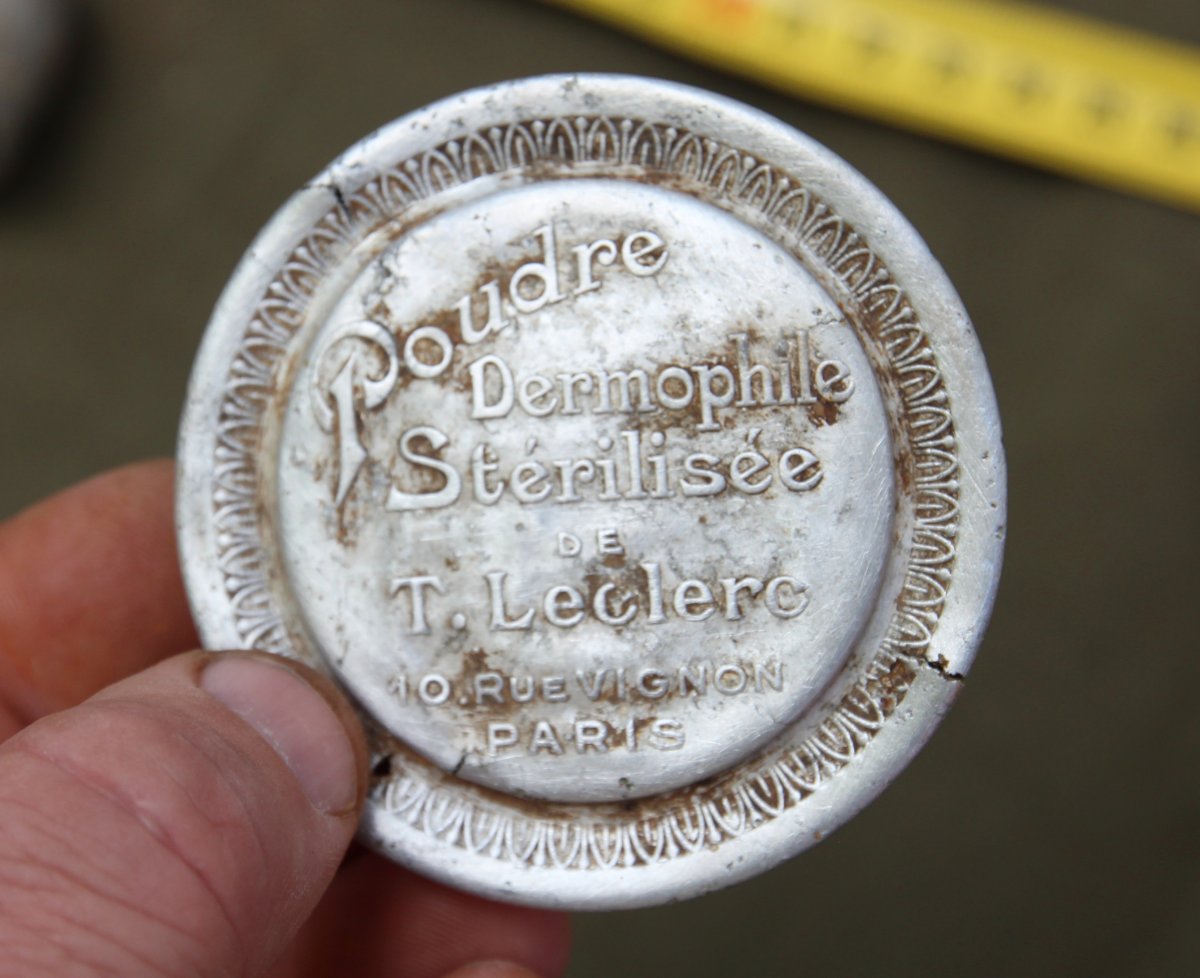 Poudre
Dermophile
Stérilisée
DE
T. Leclerc
10. RUE VIGNON
PARIS